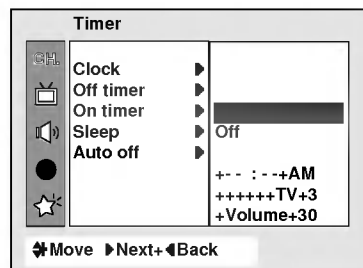 Timer
CH.
Clock
Off timer
On timer
Sleep
Auto off
Off
+-- : --+AM
++++++TV+3
+Volume+30
Move Next+ Back